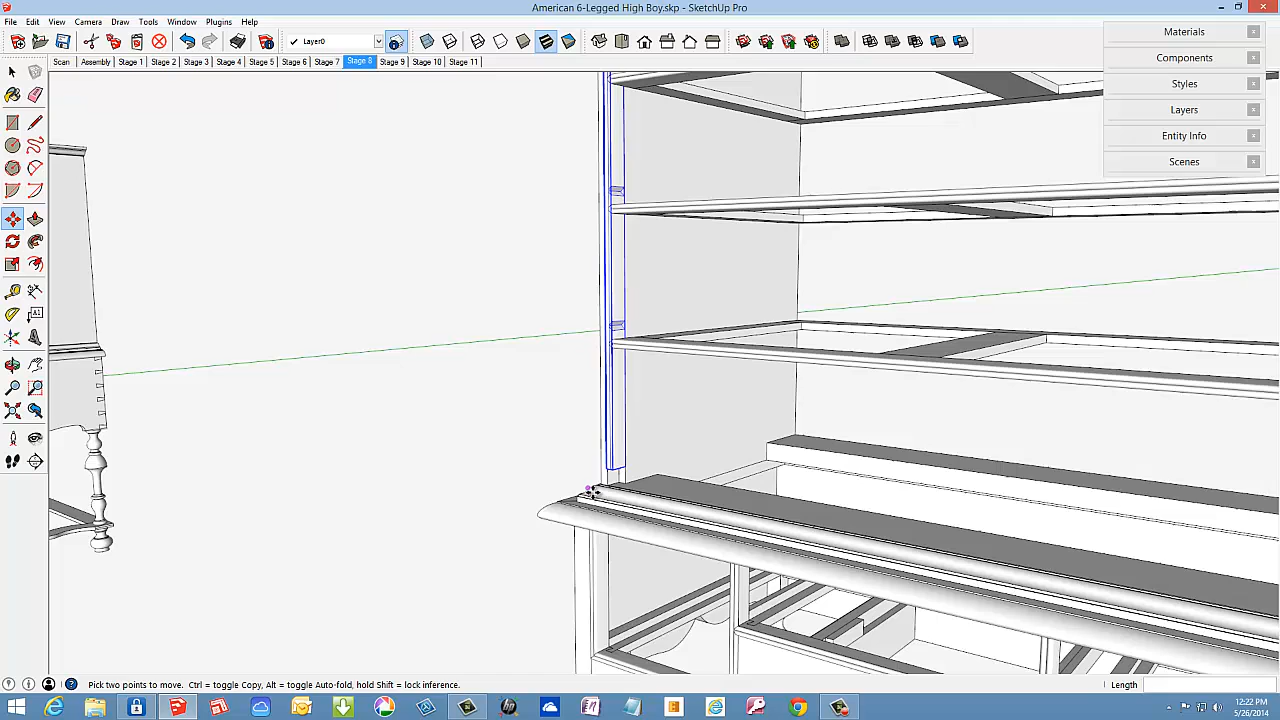 American 6-Legged High Boy.skp - SketchUp Pro
File Edit View Camera Draw Tools Window Plugins Help
Layer0
Scan Assembly Stage 1 Stage 2 Stage 3 Stage 4 Stage 5 Stage 6 Stage 7 Stage 8 Stage 9 Stage 10 Stage 11
Materials
Components
Styles
Layers
Entity Info
Scenes
Pick two points to move. Ctrl = toggle Copy, Alt = toggle Auto-fold, hold Shift = lock inference.
Length
12:22 PM
5/26/2014